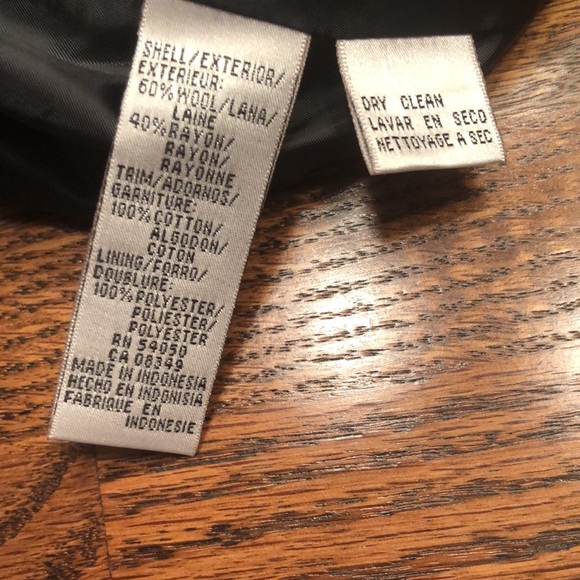 SHELL/EXTERIOR/
EXTERIEUR:
60% WOOL/LANA/
LAINE
40% RAYON/
RAYON/
RAYONNE
TRIM/ADORNOS/
GARNITURE:
100% COTTON/
ALGODON/
COTON
LINING/FORRO/
DOUBLURE:
100% POLYESTER/
POLIESTER/
POLYESTER
RN 54050
CA 08349
MADE IN INDONESIA
HECHO EN INDONISIA
FABRIQUE EN
INDONESIE
DRY CLEAN
LAVAR EN SECO
NETTOYAGE A SEC